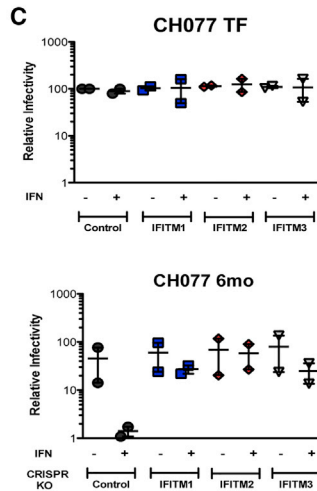 C
CH077 TF
Relative Infectivity
1000
100
10
1
IFN - + - + - + - +
Control IFITM1 IFITM2 IFITM3
CH077 6mo
Relative Infectivity
1000
100
10
1
IFN - + - + - + - +
CRISPR
KO Control IFITM1 IFITM2 IFITM3